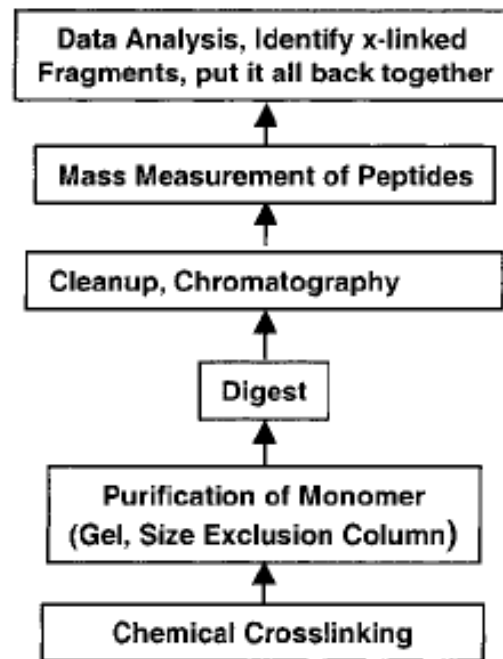 Data Analysis, Identify x-linked
Fragments, put it all back together
Mass Measurement of Peptides
Cleanup, Chromatography
Digest
Purification of Monomer
(Gel, Size Exclusion Column)
Chemical Crosslinking